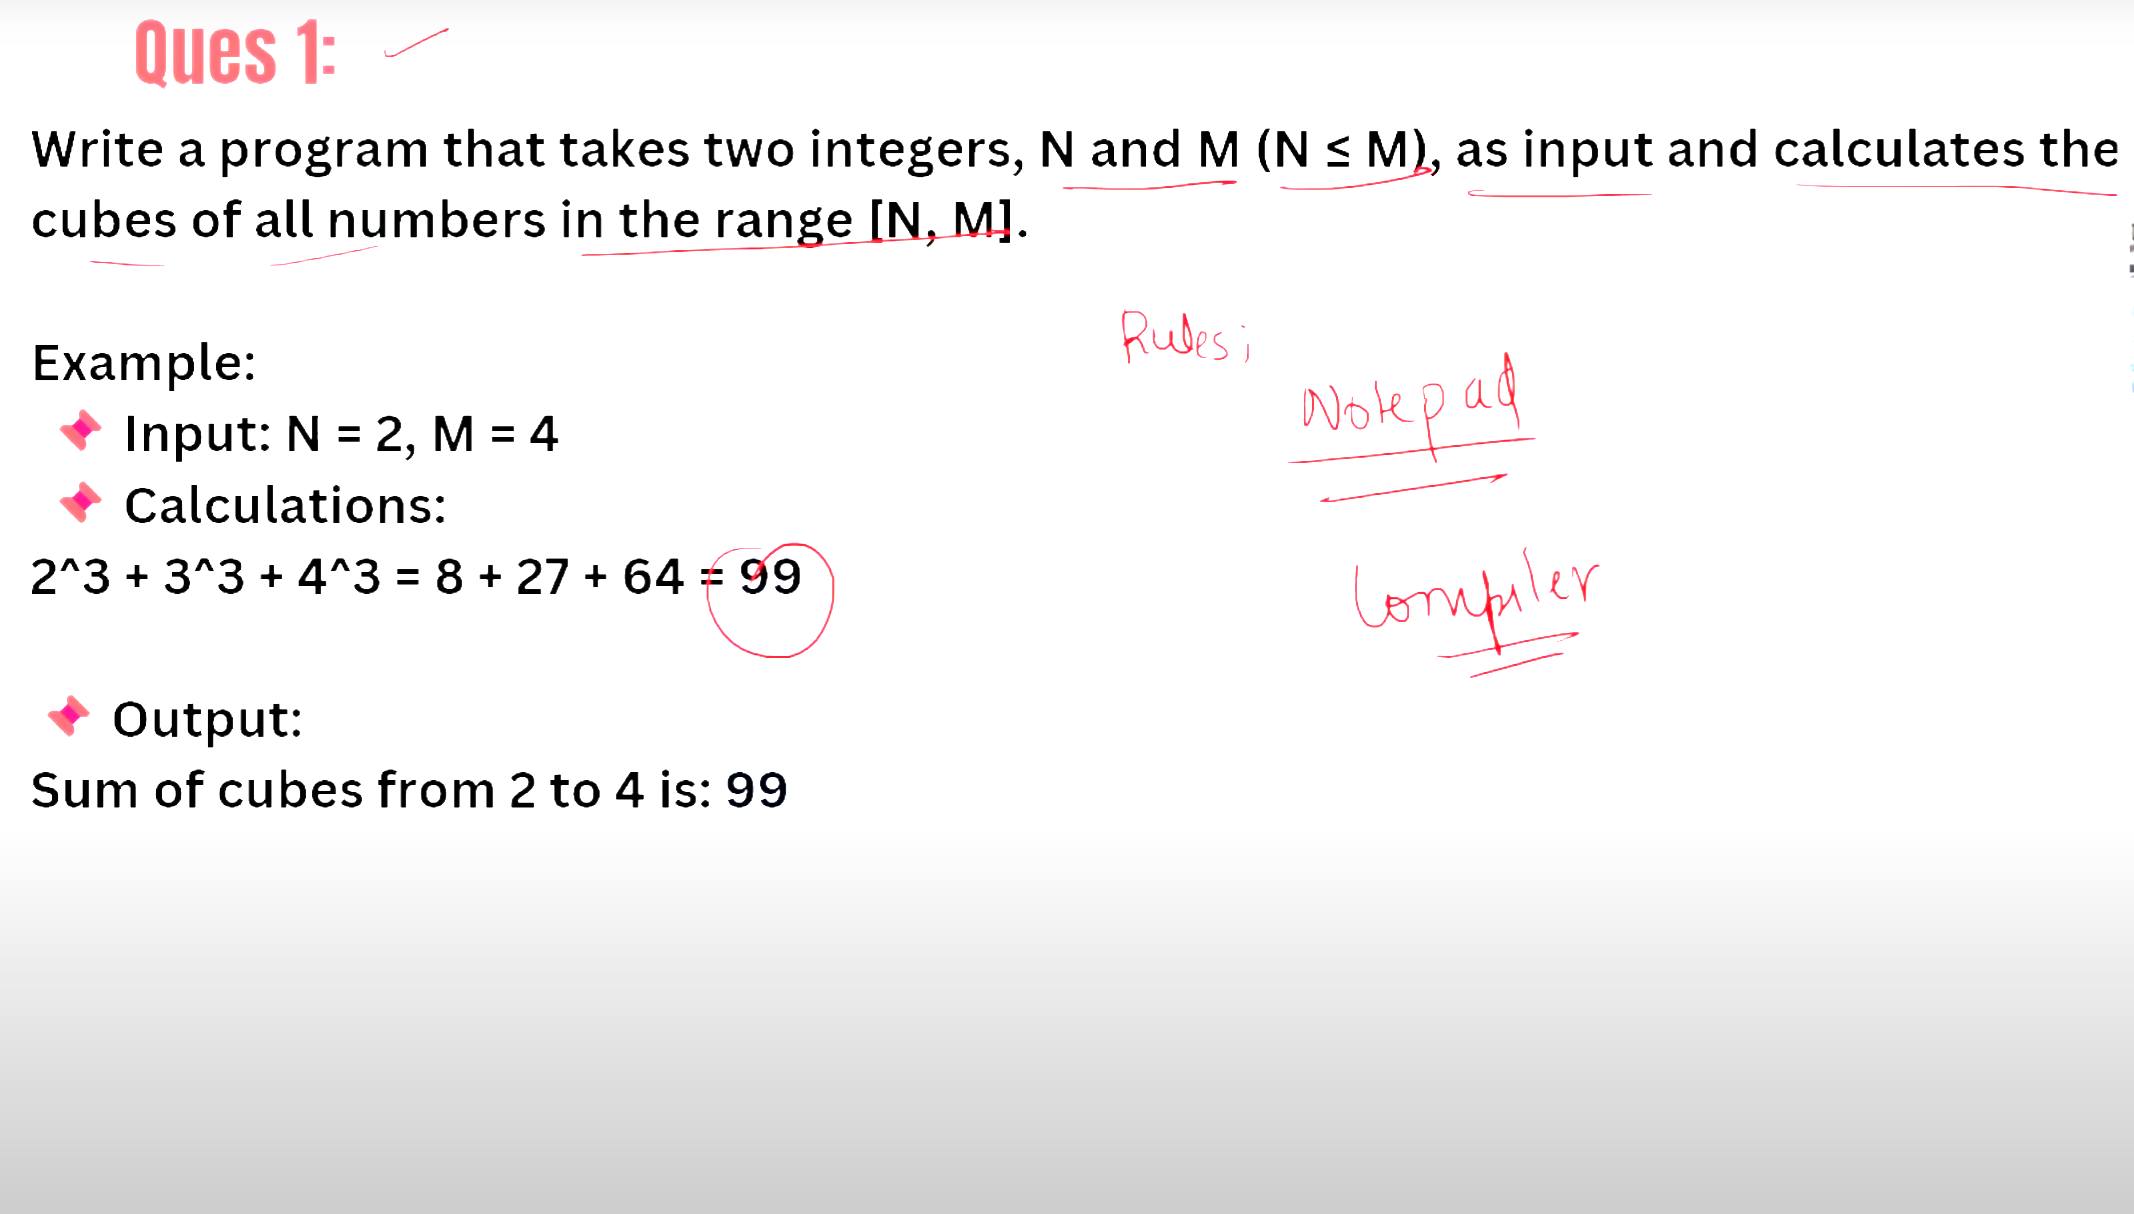 Ques 1:
Write a program that takes two integers, N and M (N ≤ M), as input and calculates the
cubes of all numbers in the range [N, M].
Rules;
Example:
Notepad
Input: N = 2, M = 4
Calculations:
2^3 + 3^3 + 4^3 = 8 + 27 + 64 = 99
Compiler
Output:
Sum of cubes from 2 to 4 is: 99